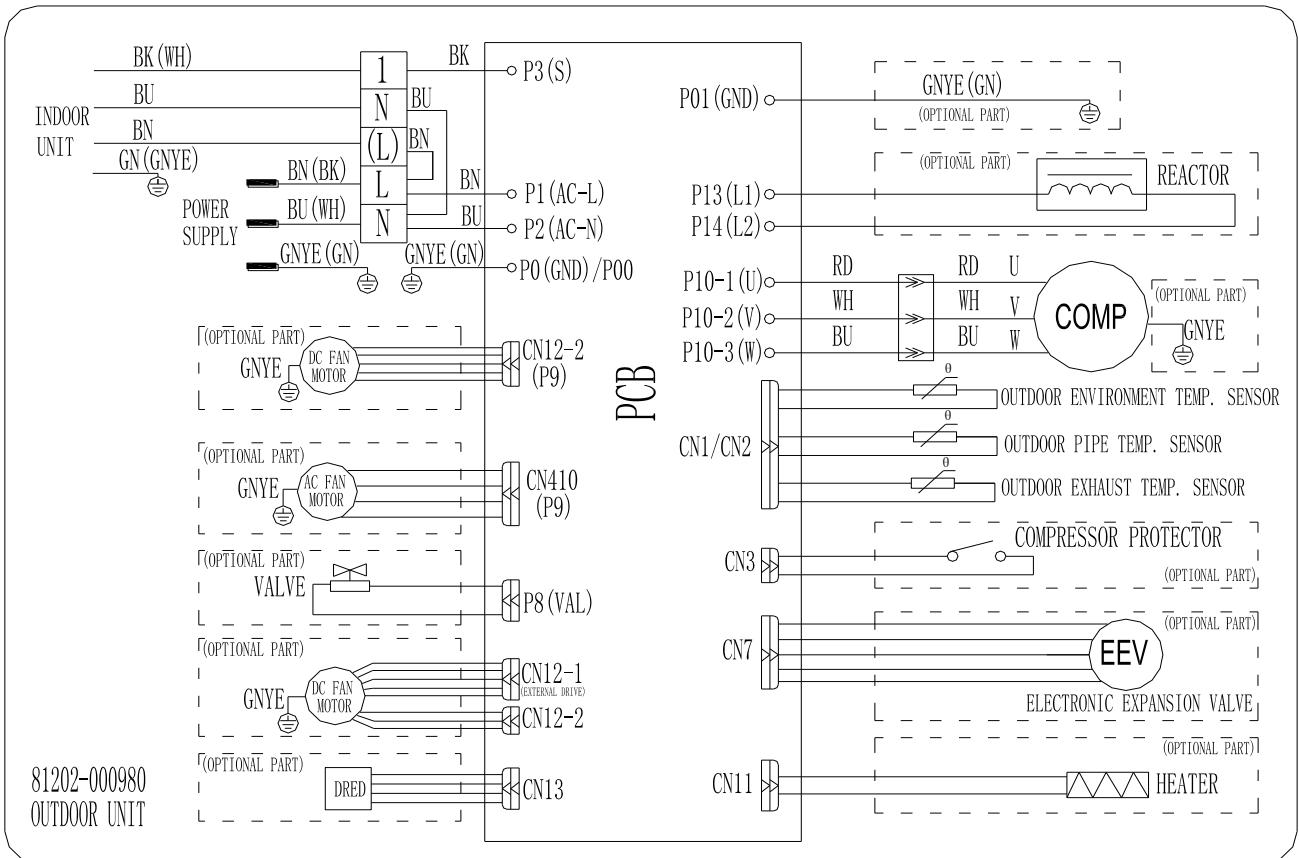 BK(WH)
BU
INDOOR
UNIT
BN
GN(GNYE)
1
N
(L)
L
N
BK
BU
BN
BN
BU
P3(S)
P1(AC-L)
P2(AC-N)
P0(GND)/P00
POWER
SUPPLY
BN(BK)
BU(WH)
GNYE(GN)
GNYE(GN)
(OPTIONAL PART)
GNYE
DC FAN
MOTOR
CN12-2
(P9)
(OPTIONAL PART)
GNYE
AC FAN
MOTOR
CN410
(P9)
(OPTIONAL PART)
VALVE
P8(VAL)
(OPTIONAL PART)
GNYE
DC FAN
MOTOR
CN12-1
(EXTERNAL DRIVE)
CN12-2
(OPTIONAL PART)
DRED
CN13
81202-000980
OUTDOOR UNIT
PCB
P01(GND)
GNYE(GN)
(OPTIONAL PART)
P13(L1)
P14(L2)
(OPTIONAL PART)
REACTOR
P10-1(U)
P10-2(V)
P10-3(W)
RD
WH
BU
RD
WH
BU
U
V
W
COMP
(OPTIONAL PART)
GNYE
CN1/CN2
θ
OUTDOOR ENVIRONMENT TEMP. SENSOR
θ
OUTDOOR PIPE TEMP. SENSOR
θ
OUTDOOR EXHAUST TEMP. SENSOR
CN3
COMPRESSOR PROTECTOR
(OPTIONAL PART)
CN7
(OPTIONAL PART)
EEV
ELECTRONIC EXPANSION VALVE
CN11
(OPTIONAL PART)
HEATER